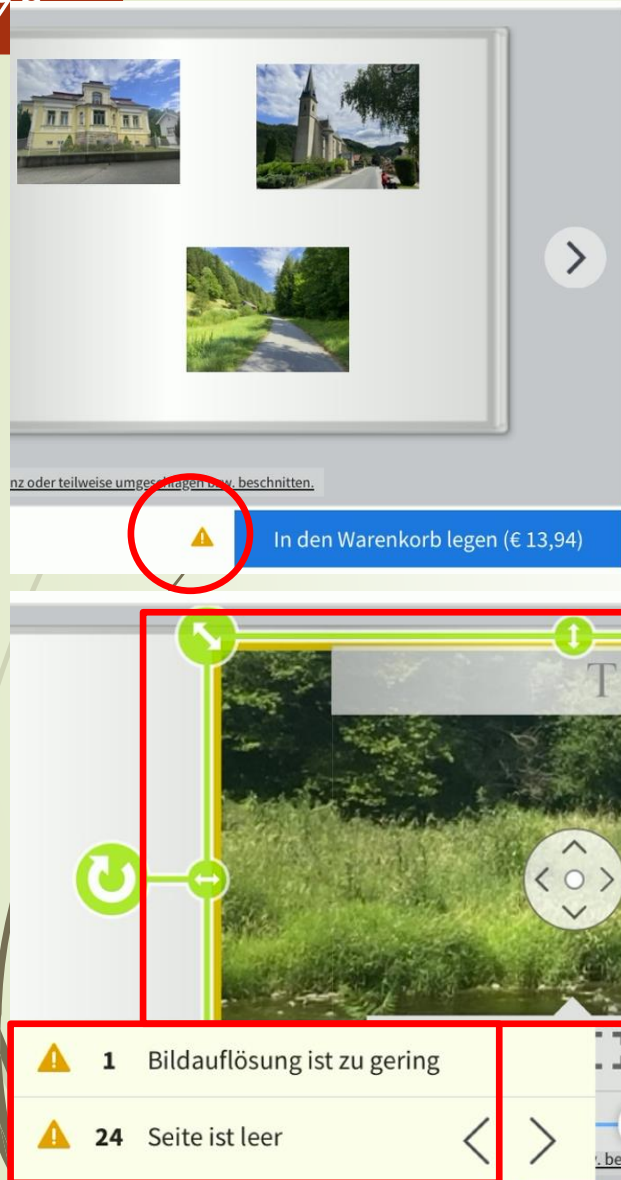 nz oder teilweise umgeschlagen bzw. beschnitten.
In den Warenkorb legen (€ 13,94)
T
1 Bildauflösung ist zu gering
24 Seite ist leer
. be